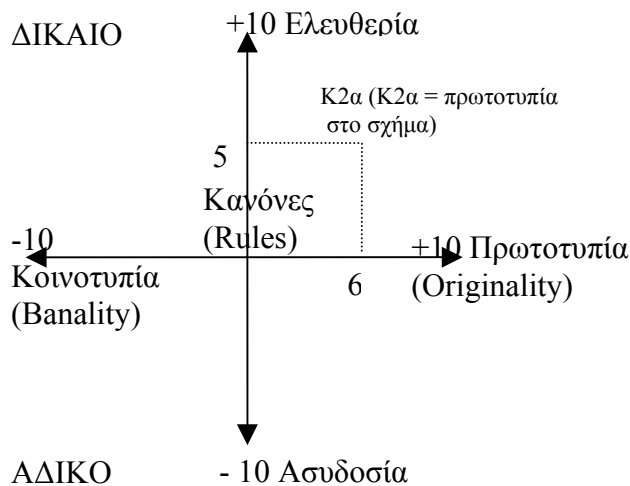 ΔΙΚΑΙΟ
+10 Ελευθερία
Κ2α (Κ2α = πρωτοτυπία
στο σχήμα)
5
Κανόνες
(Rules)
-10
Κοινοτυπία
(Banality)
+10 Πρωτοτυπία
(Originality)
6
ΑΔΙΚΟ
- 10 Ασυδοσία